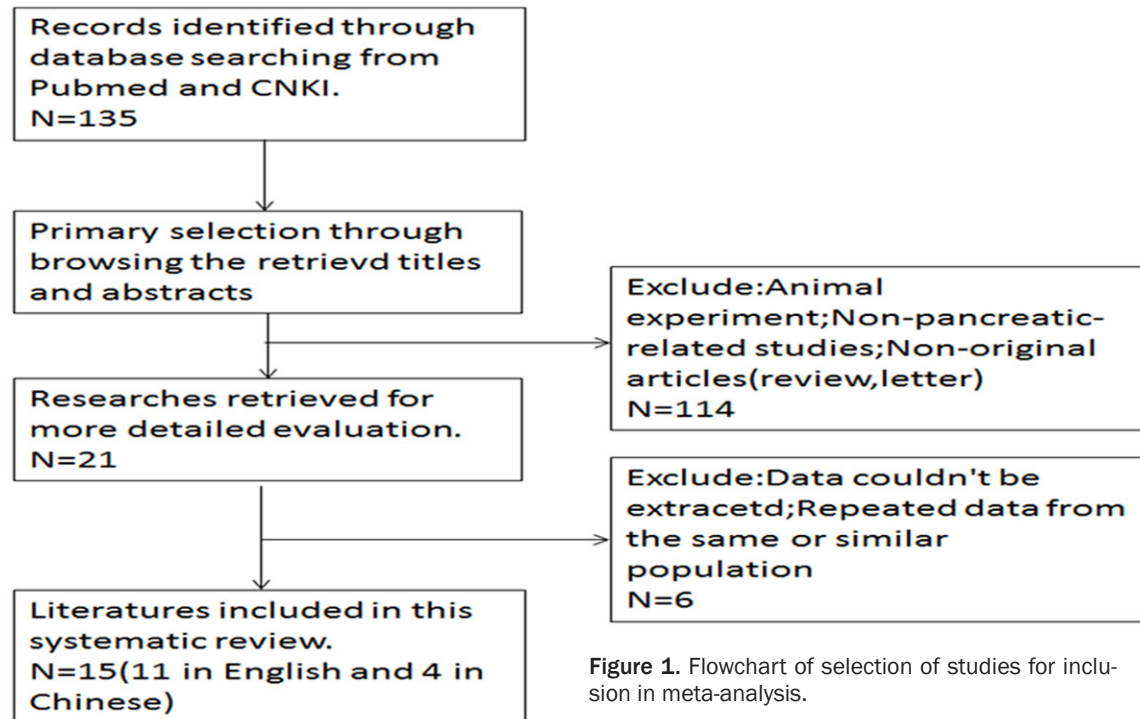 Records identified through
database searching from
Pubmed and CNKI.
N=135
Primary selection through
browsing the retrievd titles
and abstracts
Exclude:Animal
experiment;Non-pancreatic-
related studies;Non-original
articles(review,letter)
N=114
Researches retrieved for
more detailed evaluation.
N=21
Exclude:Data couldn't be
extracetd;Repeated data from
the same or similar
population
N=6
Literatures included in this
systematic review.
N=15(11 in English and 4 in
Chinese)
Figure 1. Flowchart of selection of studies for inclu-
sion in meta-analysis.